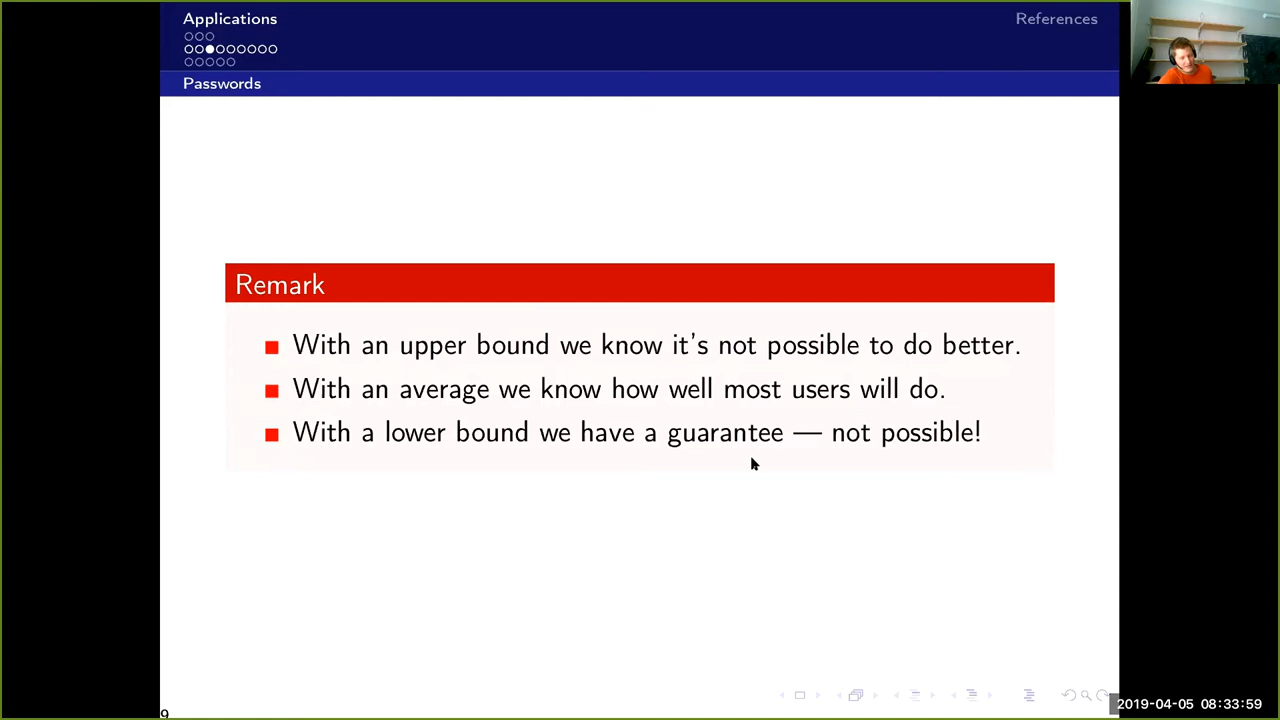 Applications
References
Passwords
Remark
With an upper bound we know it's not possible to do better.
With an average we know how well most users will do.
With a lower bound we have a guarantee — not possible!
9
2019-04-05 08:33:59